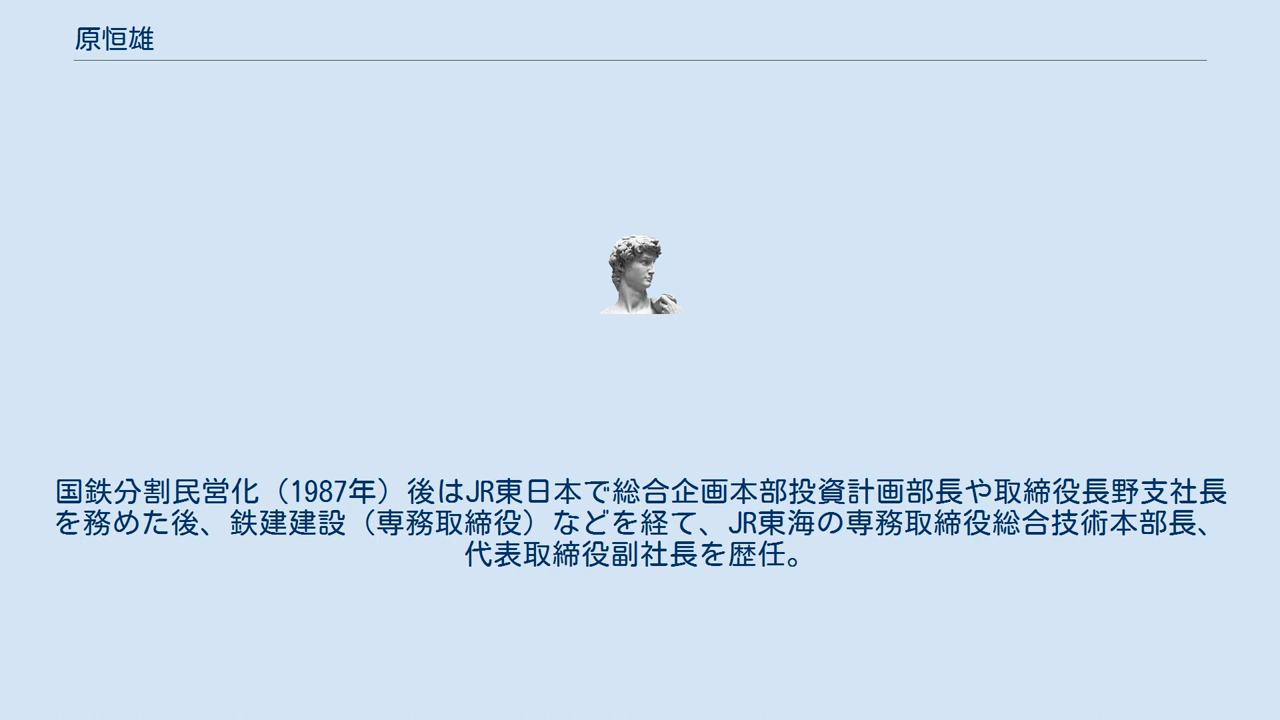 原恒雄
国鉄分割民営化（1987年）後はJR東日本で総合企画本部投資計画部長や取締役長野支社長
を務めた後、鉄建建設（専務取締役）などを経て、JR東海の専務取締役総合技術本部長、
代表取締役副社長を歴任。